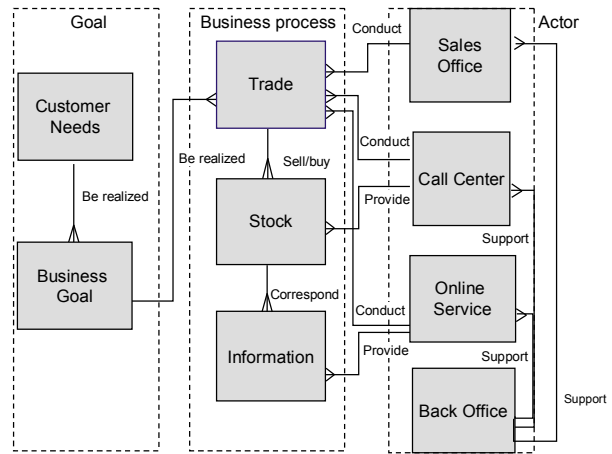 Goal
Business process
Actor
Customer
Needs
Be realized
Business
Goal
Trade
Be realized
Sell/buy
Stock
Correspond
Information
Conduct
Sales
Office
Conduct
Call Center
Provide
Support
Online
Service
Conduct
Provide
Support
Back Office
Support